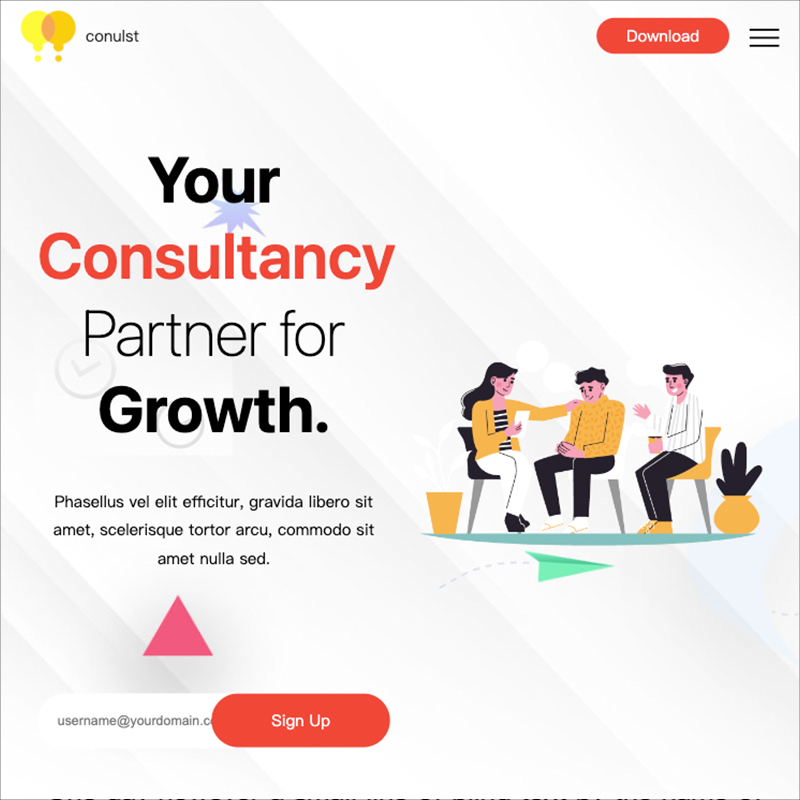 conulst
Download
Your
Consultancy
Partner for
Growth.
Phasellus vel elit efficitur, gravida libero sit
amet, scelerisque tortor arcu, commodo sit
amet nulla sed.
username@yourdomain.c
Sign Up